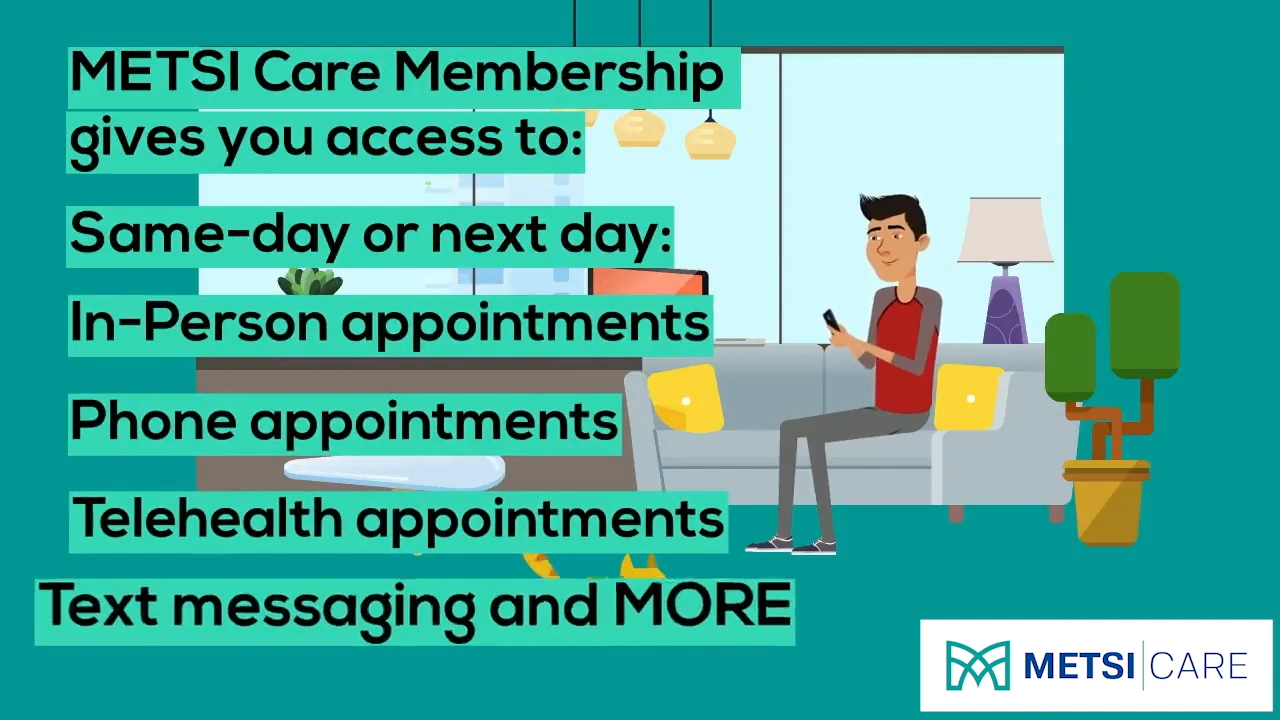 METSI Care Membership
gives you access to:
Same-day or next day:
In-Person appointments
Phone appointments
Telehealth appointments
Text messaging and MORE
METSI CARE